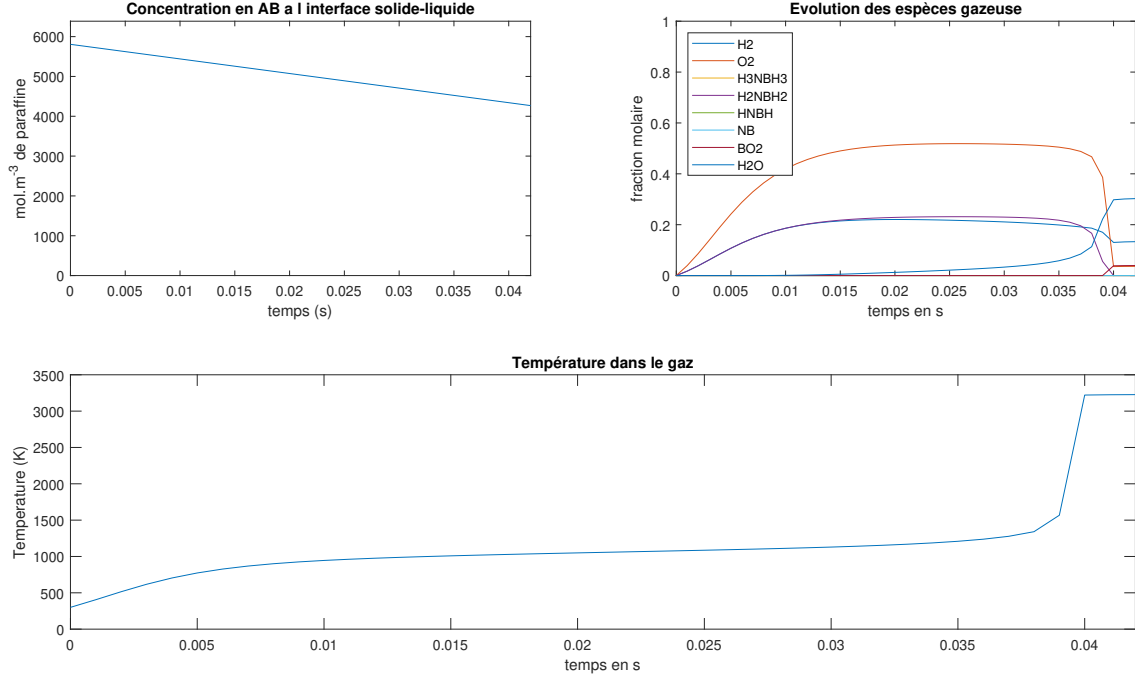 Concentration en AB a l interface solide-liquide
6000
5000
4000
3000
2000
1000
0
mol.m-3 de paraffine
0 0.005 0.01 0.015 0.02 0.025 0.03 0.035 0.04
temps (s)
Evolution des espèces gazeuse
1
0.8
0.6
0.4
0.2
0
fraction molaire
H2
O2
H3NBH3
H2NBH2
HNBH
NB
BO2
H2O
0 0.005 0.01 0.015 0.02 0.025 0.03 0.035 0.04
temps en s
Température dans le gaz
3500
3000
2500
2000
1500
1000
500
0
Temperature (K)
0 0.005 0.01 0.015 0.02 0.025 0.03 0.035 0.04
temps en s